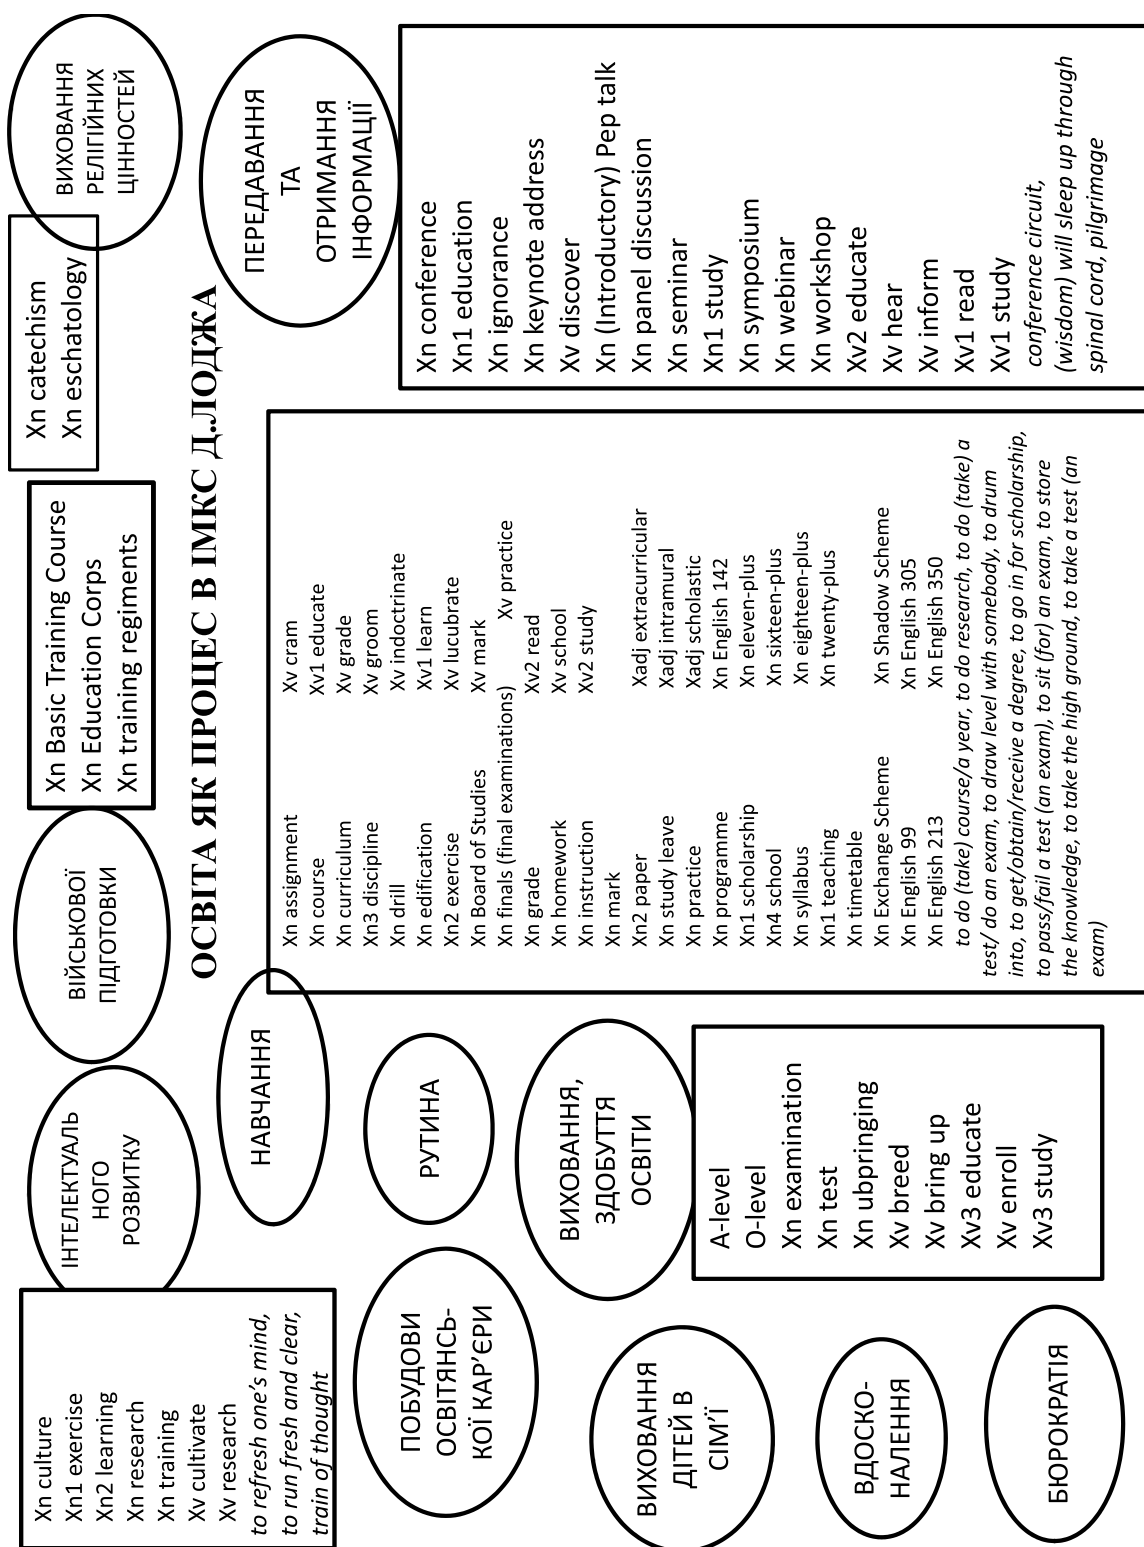 ОСВІТА ЯК ПРОЦЕС В ІМКС Д.ЛОДЖА
Xn culture
Xn1 exercise
Xn2 learning
Xn research
Xn training
Xv cultivate
Xv research
to refresh one’s mind,
to run fresh and clear,
train of thought
ІНТЕЛЕКТУАЛЬ
НОГО
РОЗВИТКУ
ВІЙСЬКОВОЇ
ПІДГОТОВКИ
Xn Basic Training Course
Xn Education Corps
Xn training regiments
Xn catechism
Xn eschatology
ВИХОВАННЯ
РЕЛІГІЙНИХ
ЦІННОСТЕЙ
ПОБУДОВИ
ОСВІТЯНСЬ-
КОЇ КАР’ЄРИ
ВИХОВАННЯ
ДІТЕЙ В
СІМ’Ї
ВДОСКО-
НАЛЕННЯ
БЮРОКРАТІЯ
НАВЧАННЯ
РУТИНА
ВИХОВАННЯ,
ЗДОБУТТЯ
ОСВІТИ
A-level
O-level
Xn examination
Xn test
Xn ubpringing
Xv breed
Xv bring up
Xv3 educate
Xv enroll
Xv3 study
Xn assignment Xv cram
Xn course Xv1 educate
Xn curriculum Xv grade
Xn3 discipline Xv groom
Xn drill Xv indoctrinate
Xn edification Xv1 learn
Xn2 exercise Xv lucubrate
Xn Board of Studies Xv mark
Xn finals (final examinations) Xv practice
Xn grade Xv2 read
Xn homework Xv school
Xn instruction Xv2 study
Xn mark
Xn2 paper Xadj extracurricular
Xn study leave Xadj intramural
Xn practice Xadj scholastic
Xn programme Xn English 142
Xn1 scholarship Xn eleven-plus
Xn4 school Xn sixteen-plus
Xn syllabus Xn eighteen-plus
Xn1 teaching Xn twenty-plus
Xn timetable
Xn Exchange Scheme Xn Shadow Scheme
Xn English 99 Xn English 305
Xn English 213 Xn English 350
to do (take) course/a year, to do research, to do (take) a
test/ do an exam, to draw level with somebody, to drum
into, to get/obtain/receive a degree, to go in for scholarship,
to pass/fail a test (an exam), to sit (for) an exam, to store
the knowledge, to take the high ground, to take a test (an
exam)
ПЕРЕДАВАННЯ
ТА
ОТРИМАННЯ
ІНФОРМАЦІЇ
Xn conference
Xn1 education
Xn ignorance
Xn keynote address
Xv discover
Xn (Introductory) Pep talk
Xn panel discussion
Xn seminar
Xn1 study
Xn symposium
Xn webinar
Xn workshop
Xv2 educate
Xv hear
Xv inform
Xv1 read
Xv1 study
conference circuit,
(wisdom) will sleep up through
spinal cord, pilgrimage